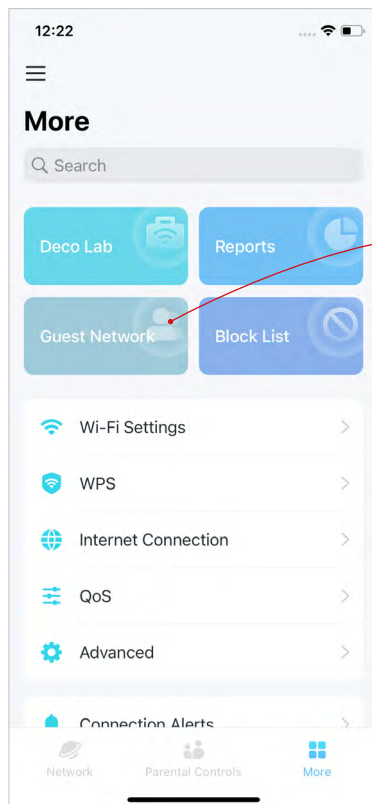 12:22
More
Search
Deco Lab
Reports
Guest Network
Block List
Wi-Fi Settings
WPS
Internet Connection
QoS
Advanced
Connection Alerts
Network Parental Controls More